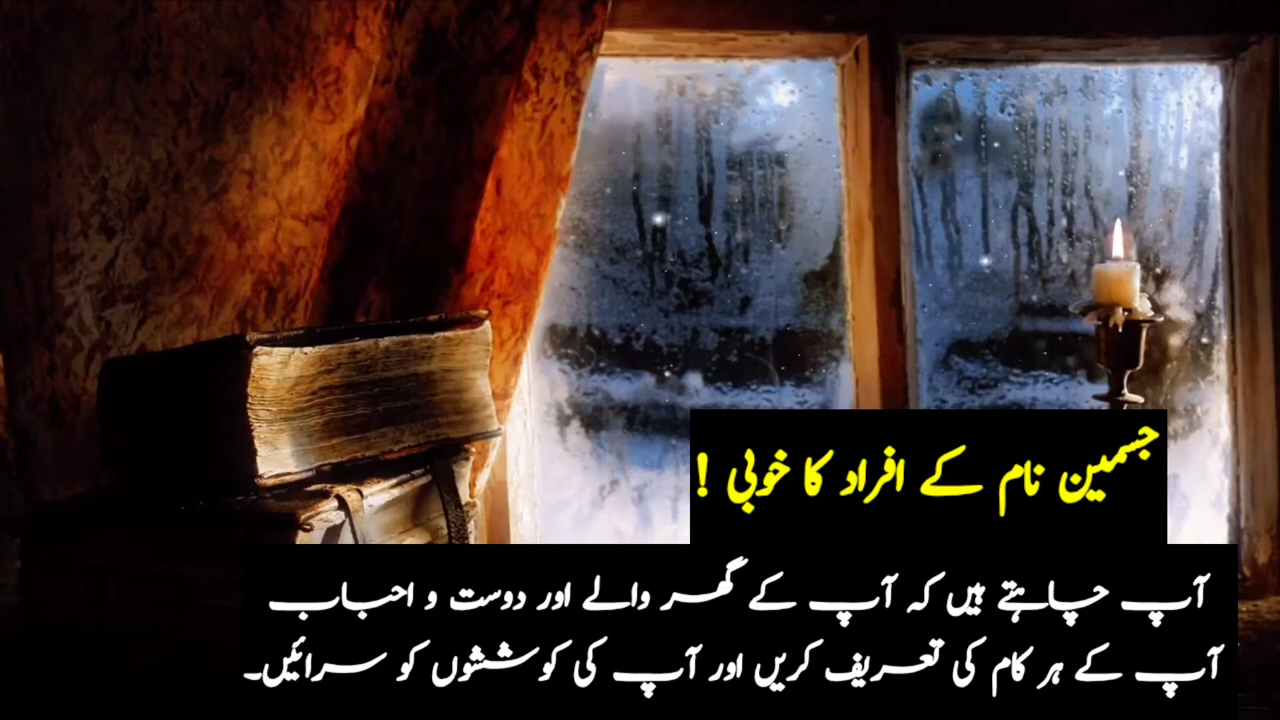 جسمین نام کے افراد کا خوبی !
آپ چاہتے ہیں کہ آپ کے گھر والے اور دوست و احباب
آپ کے ہر کام کی تعریف کریں اور آپ کی کوششوں کو سرائیں۔